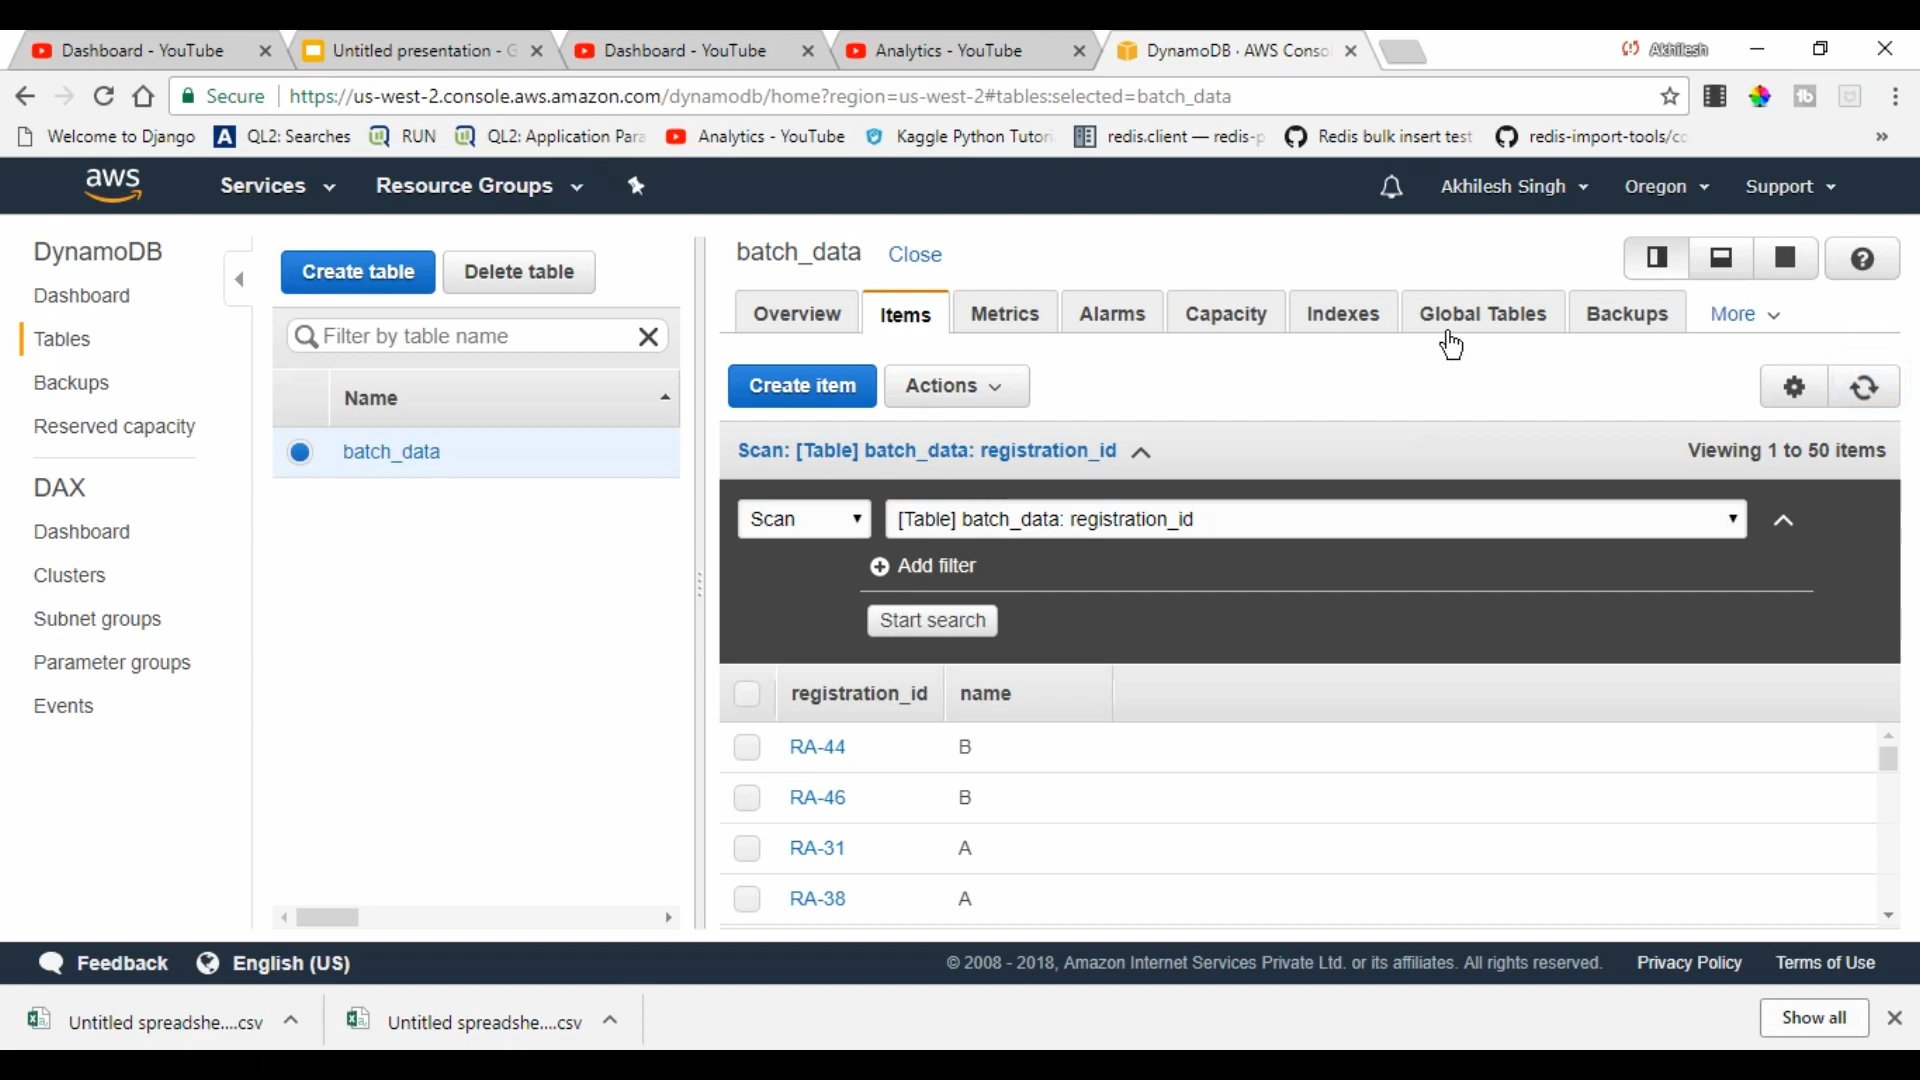 Dashboard - YouTube
Untitled presentation - G
Dashboard - YouTube
Analytics - YouTube
DynamoDB · AWS Conso
Akhilesh
Secure
https://us-west-2.console.aws.amazon.com/dynamodb/home?region=us-west-2#tables:selected=batch_data
Welcome to Django
QL2: Searches
RUN
QL2: Application Para
Analytics - YouTube
Kaggle Python Tutori
redis.client — redis-p
Redis bulk insert test
redis-import-tools/co
aws
Services
Resource Groups
Akhilesh Singh
Oregon
Support
DynamoDB
Dashboard
Tables
Backups
Reserved capacity
DAX
Dashboard
Clusters
Subnet groups
Parameter groups
Events
Create table
Delete table
Filter by table name
Name
batch_data
batch_data
Close
Overview
Items
Metrics
Alarms
Capacity
Indexes
Global Tables
Backups
More
Create item
Actions
Scan: [Table] batch_data: registration_id
Viewing 1 to 50 items
Scan
[Table] batch_data: registration_id
Add filter
Start search
registration_id name
RA-44 B
RA-46 B
RA-31 A
RA-38 A
Feedback
English (US)
© 2008 - 2018, Amazon Internet Services Private Ltd. or its affiliates. All rights reserved.
Privacy Policy
Terms of Use
Untitled spreadshe....csv
Untitled spreadshe....csv
Show all